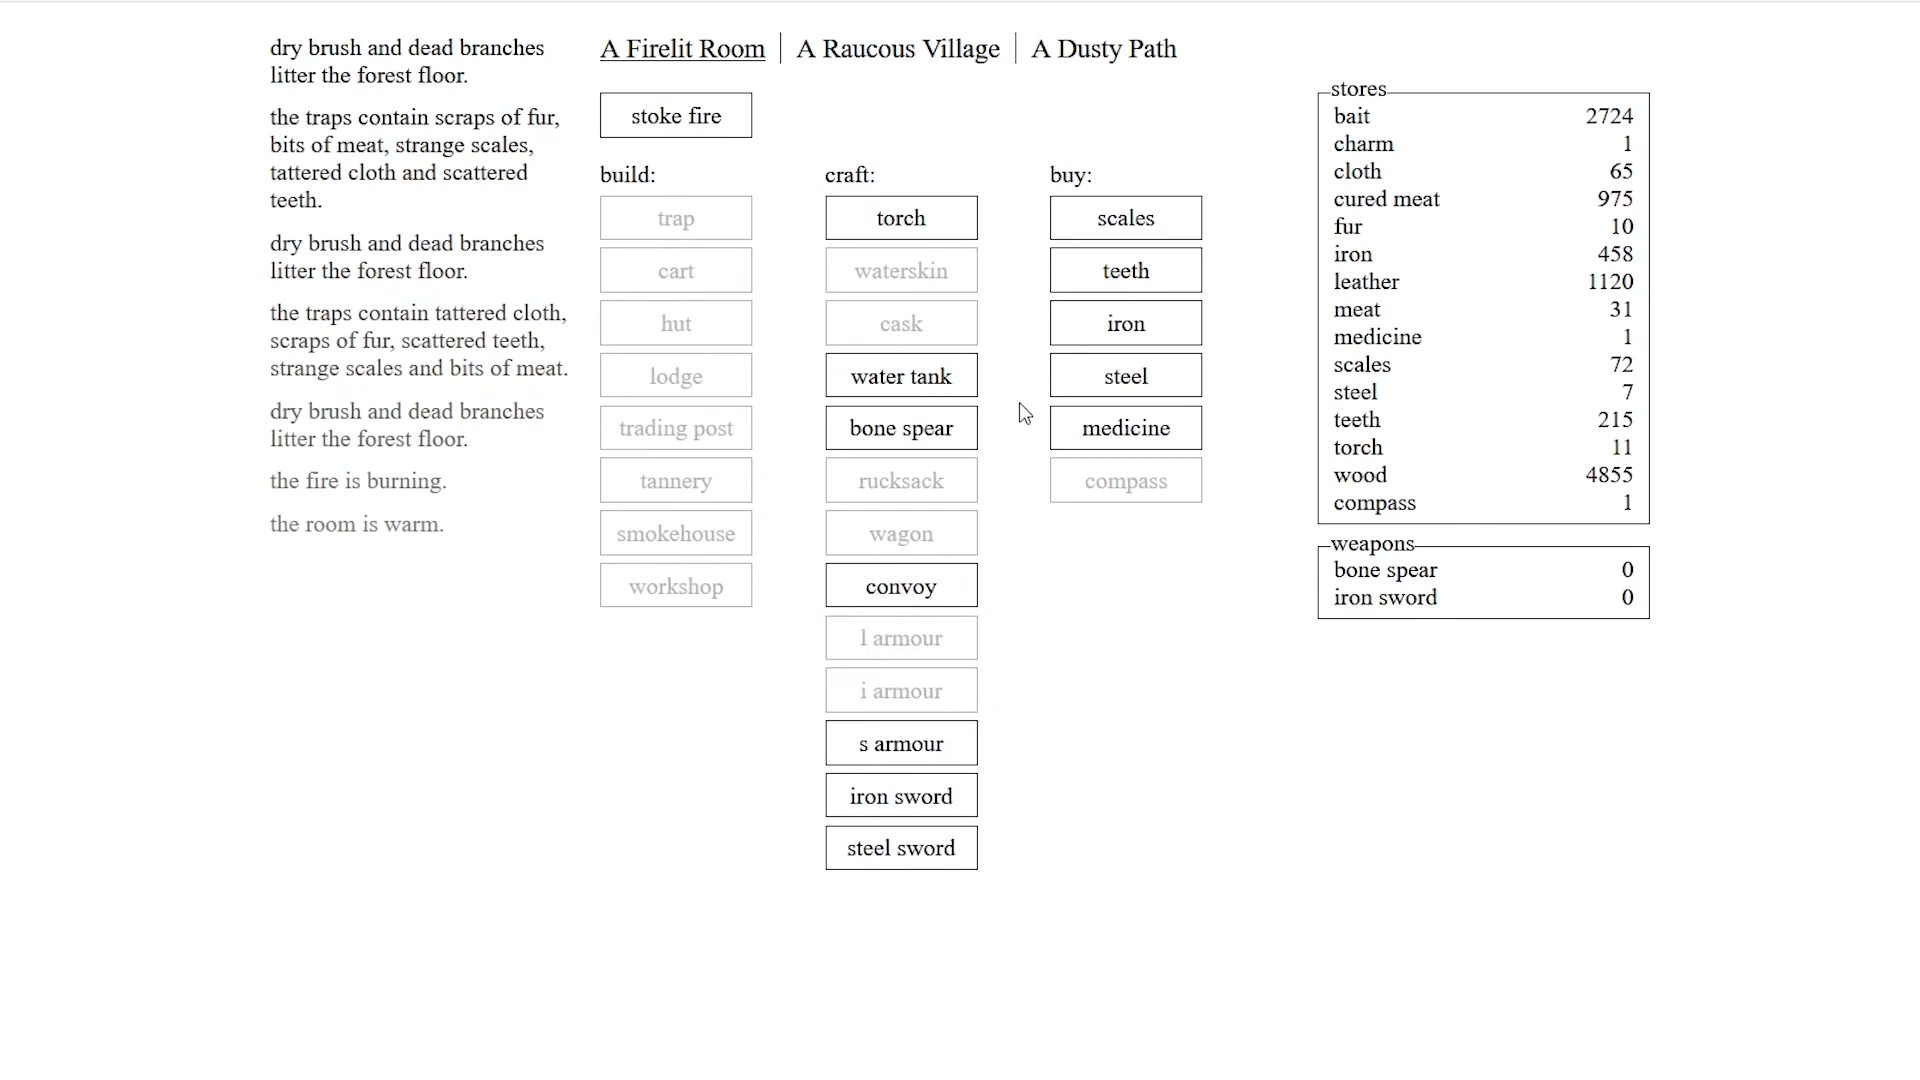 dry brush and dead branches
litter the forest floor.
the traps contain scraps of fur,
bits of meat, strange scales,
tattered cloth and scattered
teeth.
dry brush and dead branches
litter the forest floor.
the traps contain tattered cloth,
scraps of fur, scattered teeth,
strange scales and bits of meat.
dry brush and dead branches
litter the forest floor.
the fire is burning.
the room is warm.
A Firelit Room | A Raucous Village | A Dusty Path
stoke fire
build:
trap
cart
hut
lodge
trading post
tannery
smokehouse
workshop
craft:
torch
waterskin
cask
water tank
bone spear
rucksack
wagon
convoy
l armour
i armour
s armour
iron sword
steel sword
buy:
scales
teeth
iron
steel
medicine
compass
stores
bait 2724
charm 1
cloth 65
cured meat 975
fur 10
iron 458
leather 1120
meat 31
medicine 1
scales 72
steel 7
teeth 215
torch 11
wood 4855
compass 1
weapons
bone spear 0
iron sword 0